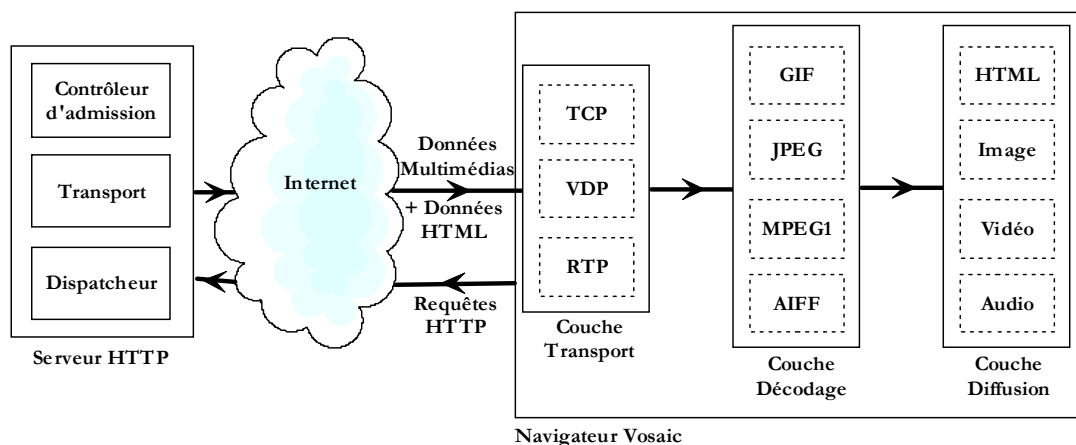 Contrôleur
d'admission
Transport
Dispatcheur
Serveur HTTP
Internet
Données
Multimédias
+ Données
HTML
Requêtes
HTTP
TCP
VDP
RTP
Couche
Transport
GIF
JPEG
MPEG1
AIFF
Couche
Décodage
HTML
Image
Vidéo
Audio
Couche
Diffusion
Navigateur Vosaic